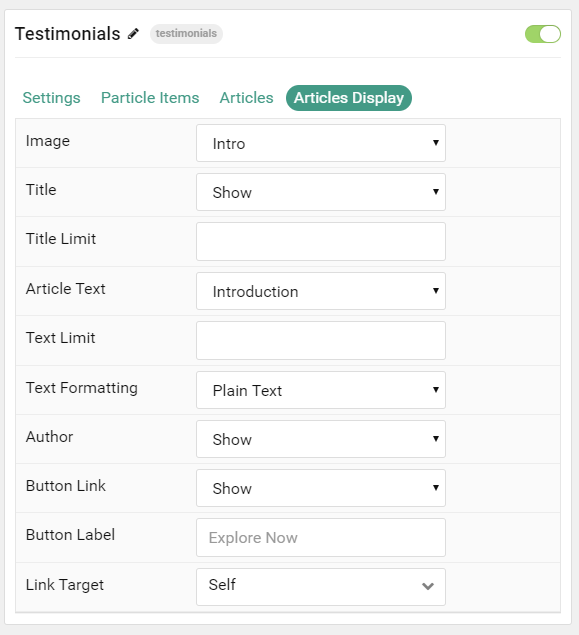 Testimonials testimonials
Settings Particle Items Articles Articles Display
Image Intro
Title Show
Title Limit
Article Text Introduction
Text Limit
Text Formatting Plain Text
Author Show
Button Link Show
Button Label Explore Now
Link Target Self